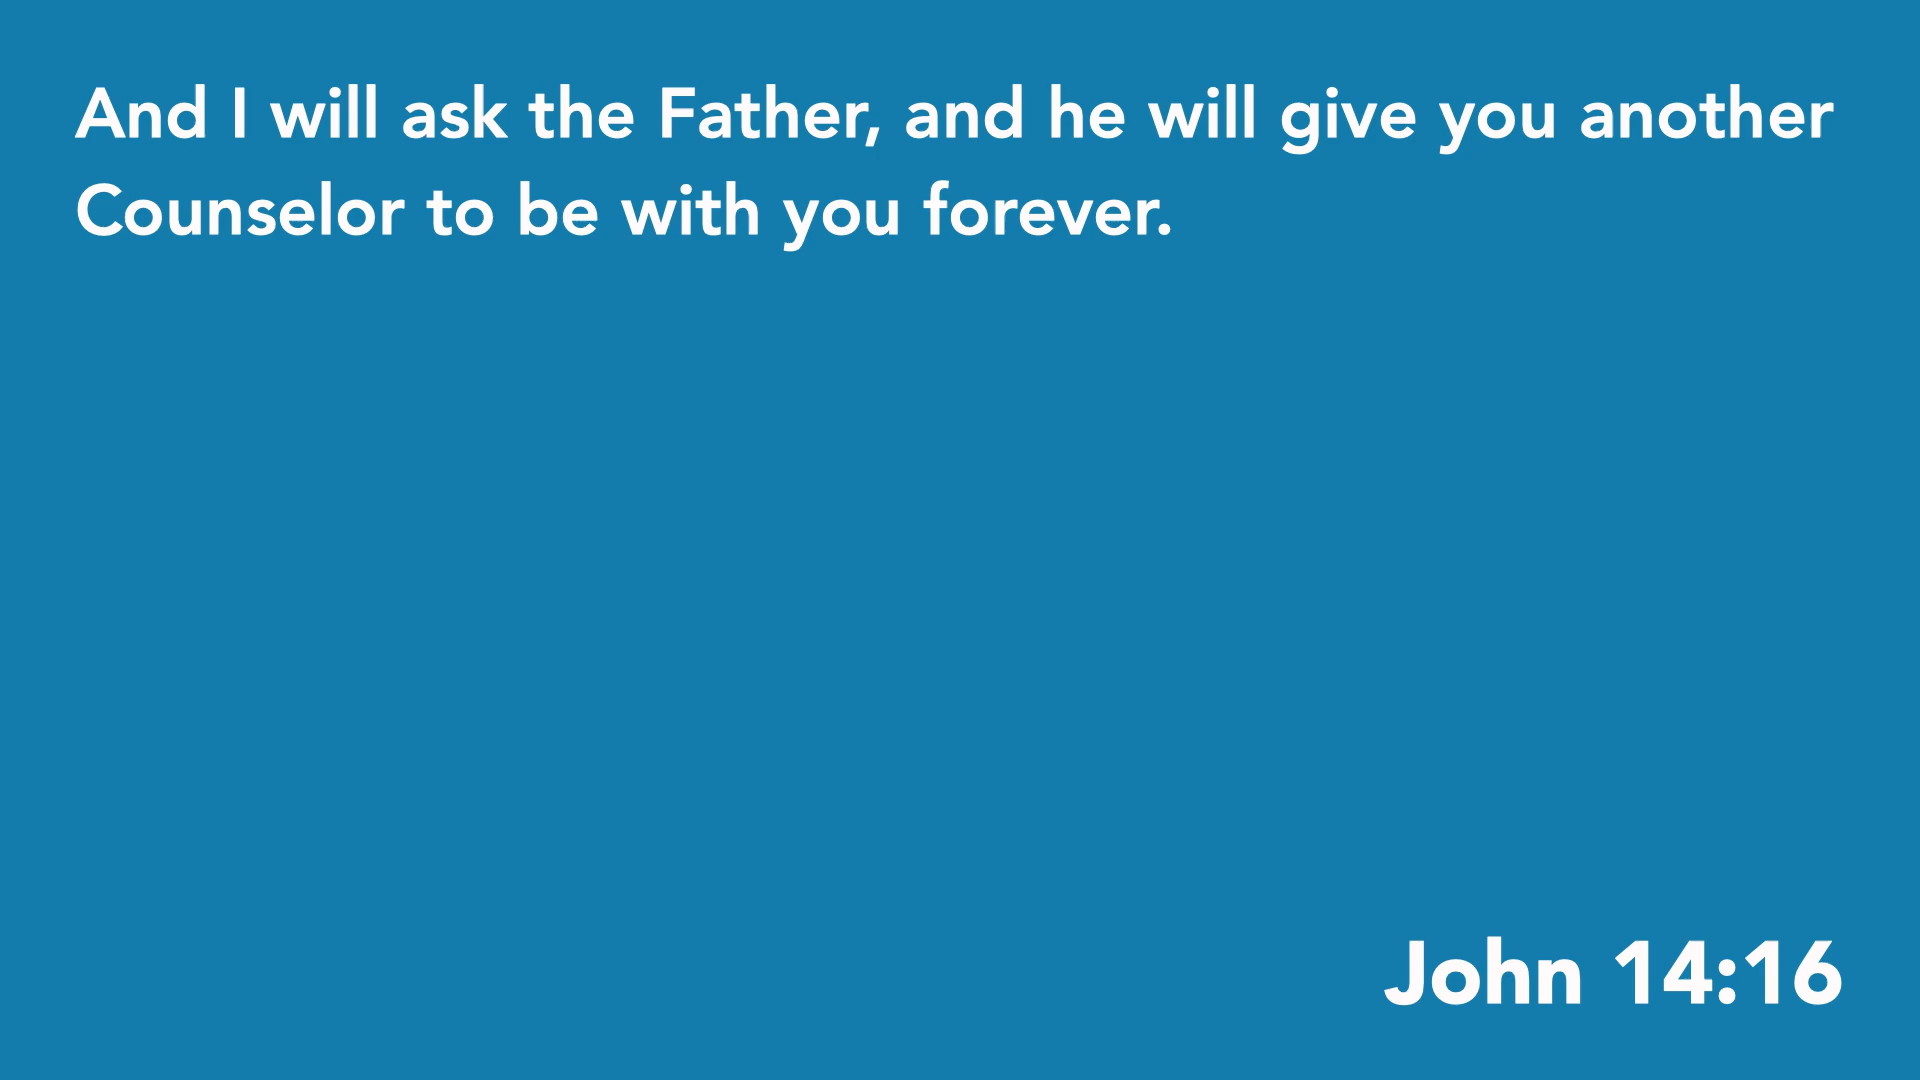 And I will ask the Father, and he will give you another
Counselor to be with you forever.
John 14:16